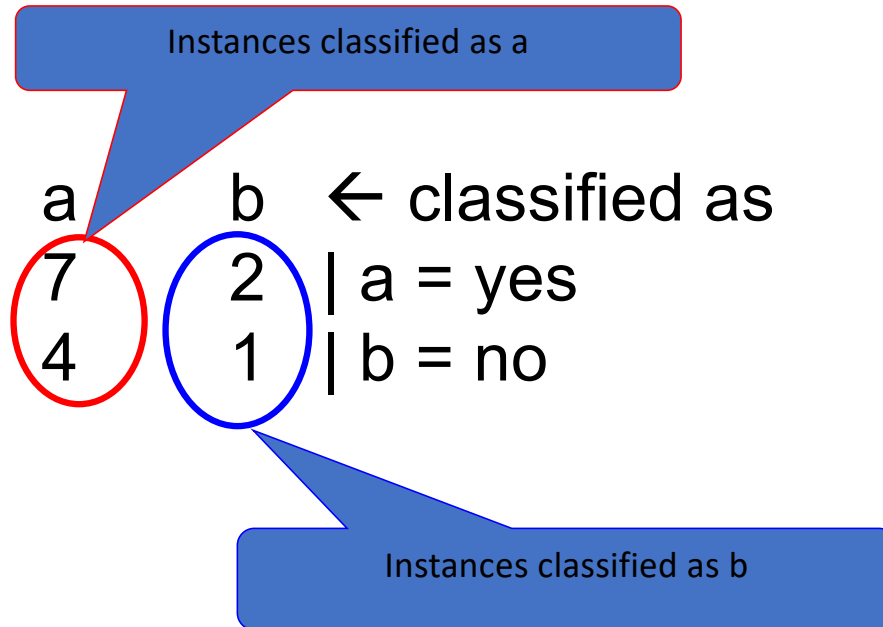 Instances classified as a
a b ← classified as
7 2 | a = yes
4 1 | b = no
Instances classified as b